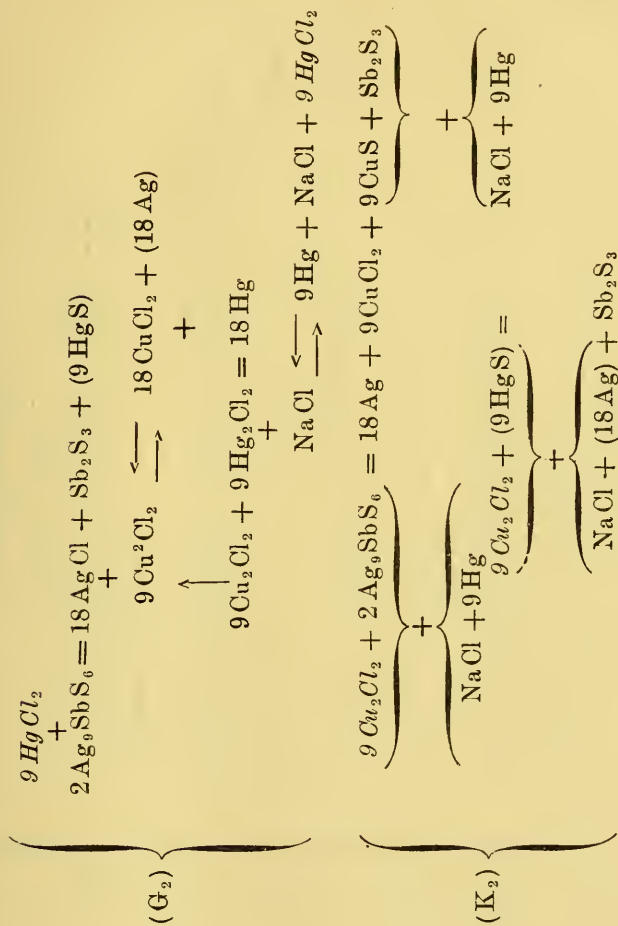 9 HgCl₂
+
2 Ag₉SbS₆ = 18 AgCl + Sb₂S₃ + (9 HgS)
+
9 Cu²Cl₂ ⇄ 18 CuCl₂ + (18 Ag)
↑ +
9 Cu₂Cl₂ + 9 Hg₂Cl₂ = 18 Hg
+
NaCl ⇄ 9 Hg + NaCl + 9 HgCl₂
(G₂)
9 Cu₂Cl₂ + 2 Ag₉SbS₆ = 18 Ag + 9 CuCl₂ + 9 CuS + Sb₂S₃
+ +
NaCl + 9 Hg NaCl + 9 Hg
9 Cu₂Cl₂ + (9 HgS) =
+
NaCl + (18 Ag) + Sb₂S₃
(K₂)